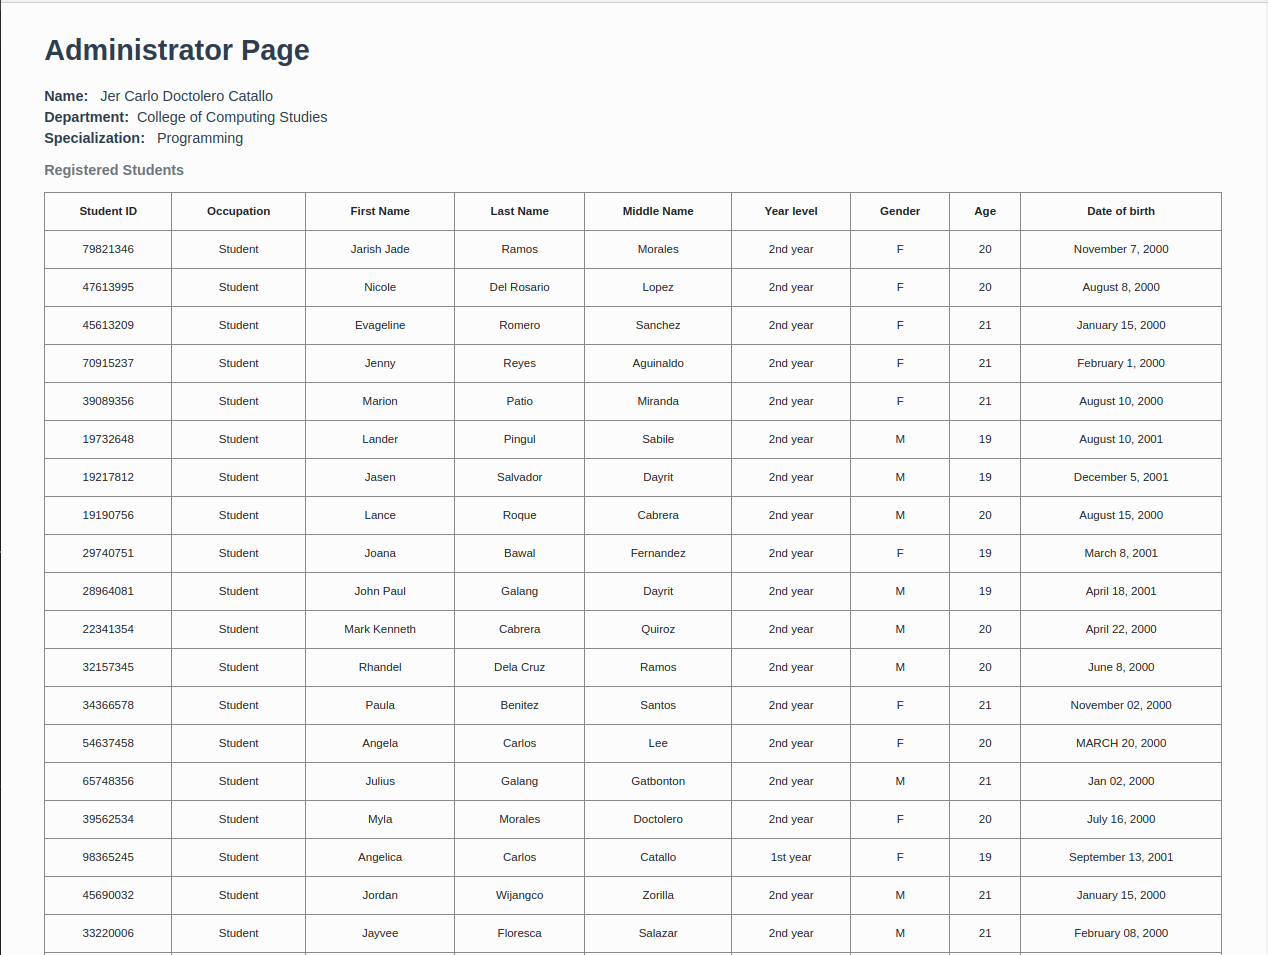 Administrator Page
Name: Jer Carlo Doctolero Catallo
Department: College of Computing Studies
Specialization: Programming
Registered Students
Student ID Occupation First Name Last Name Middle Name Year level Gender Age Date of birth
79821346 Student Jarish Jade Ramos Morales 2nd year F 20 November 7, 2000
47613995 Student Nicole Del Rosario Lopez 2nd year F 20 August 8, 2000
45613209 Student Evageline Romero Sanchez 2nd year F 21 January 15, 2000
70915237 Student Jenny Reyes Aguinaldo 2nd year F 21 February 1, 2000
39089356 Student Marion Patio Miranda 2nd year F 21 August 10, 2000
19732648 Student Lander Pingul Sabile 2nd year M 19 August 10, 2001
19217812 Student Jasen Salvador Dayrit 2nd year M 19 December 5, 2001
19190756 Student Lance Roque Cabrera 2nd year M 20 August 15, 2000
29740751 Student Joana Bawal Fernandez 2nd year F 19 March 8, 2001
28964081 Student John Paul Galang Dayrit 2nd year M 19 April 18, 2001
22341354 Student Mark Kenneth Cabrera Quiroz 2nd year M 20 April 22, 2000
32157345 Student Rhandel Dela Cruz Ramos 2nd year M 20 June 8, 2000
34366578 Student Paula Benitez Santos 2nd year F 21 November 02, 2000
54637458 Student Angela Carlos Lee 2nd year F 20 MARCH 20, 2000
65748356 Student Julius Galang Gatbonton 2nd year M 21 Jan 02, 2000
39562534 Student Myla Morales Doctolero 2nd year F 20 July 16, 2000
98365245 Student Angelica Carlos Catallo 1st year F 19 September 13, 2001
45690032 Student Jordan Wijangco Zorilla 2nd year M 21 January 15, 2000
33220006 Student Jayvee Floresca Salazar 2nd year M 21 February 08, 2000